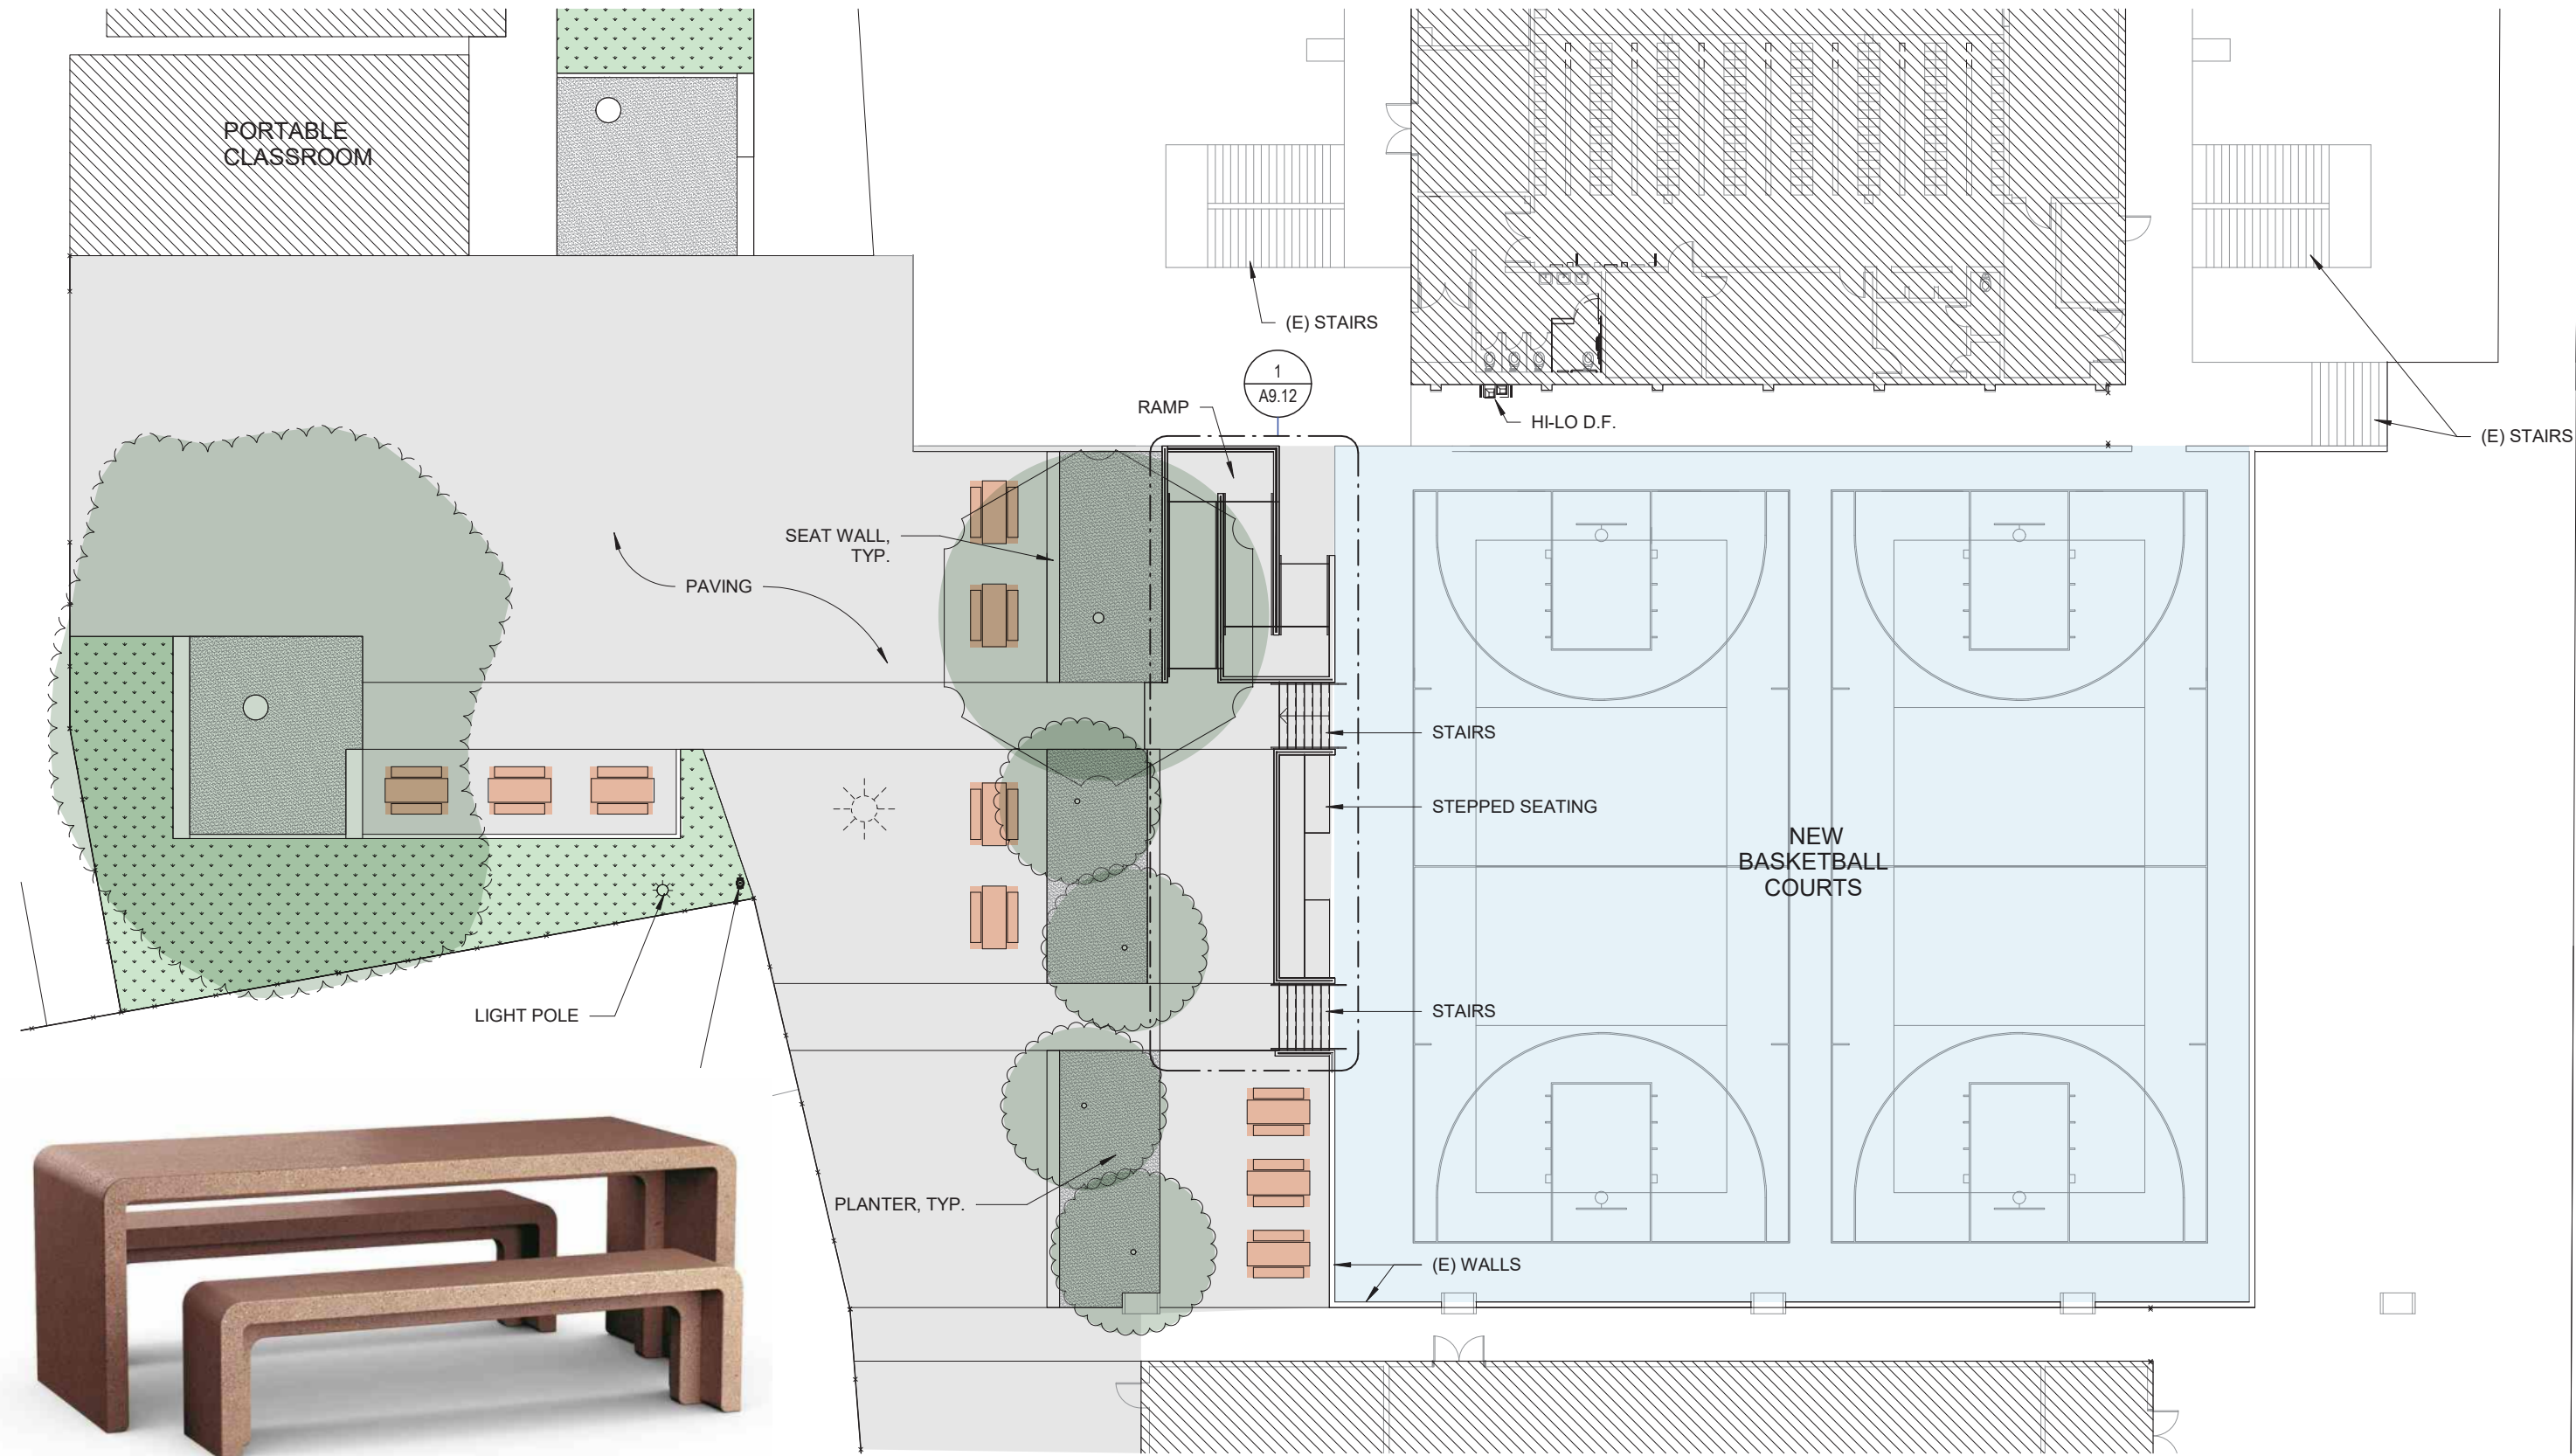 PORTABLE
CLASSROOM
(E) STAIRS
1
A9.12
RAMP
HI-LO D.F.
(E) STAIRS
SEAT WALL,
TYP.
PAVING
STAIRS
STEPPED SEATING
NEW
BASKETBALL
COURTS
LIGHT POLE
STAIRS
PLANTER, TYP.
(E) WALLS